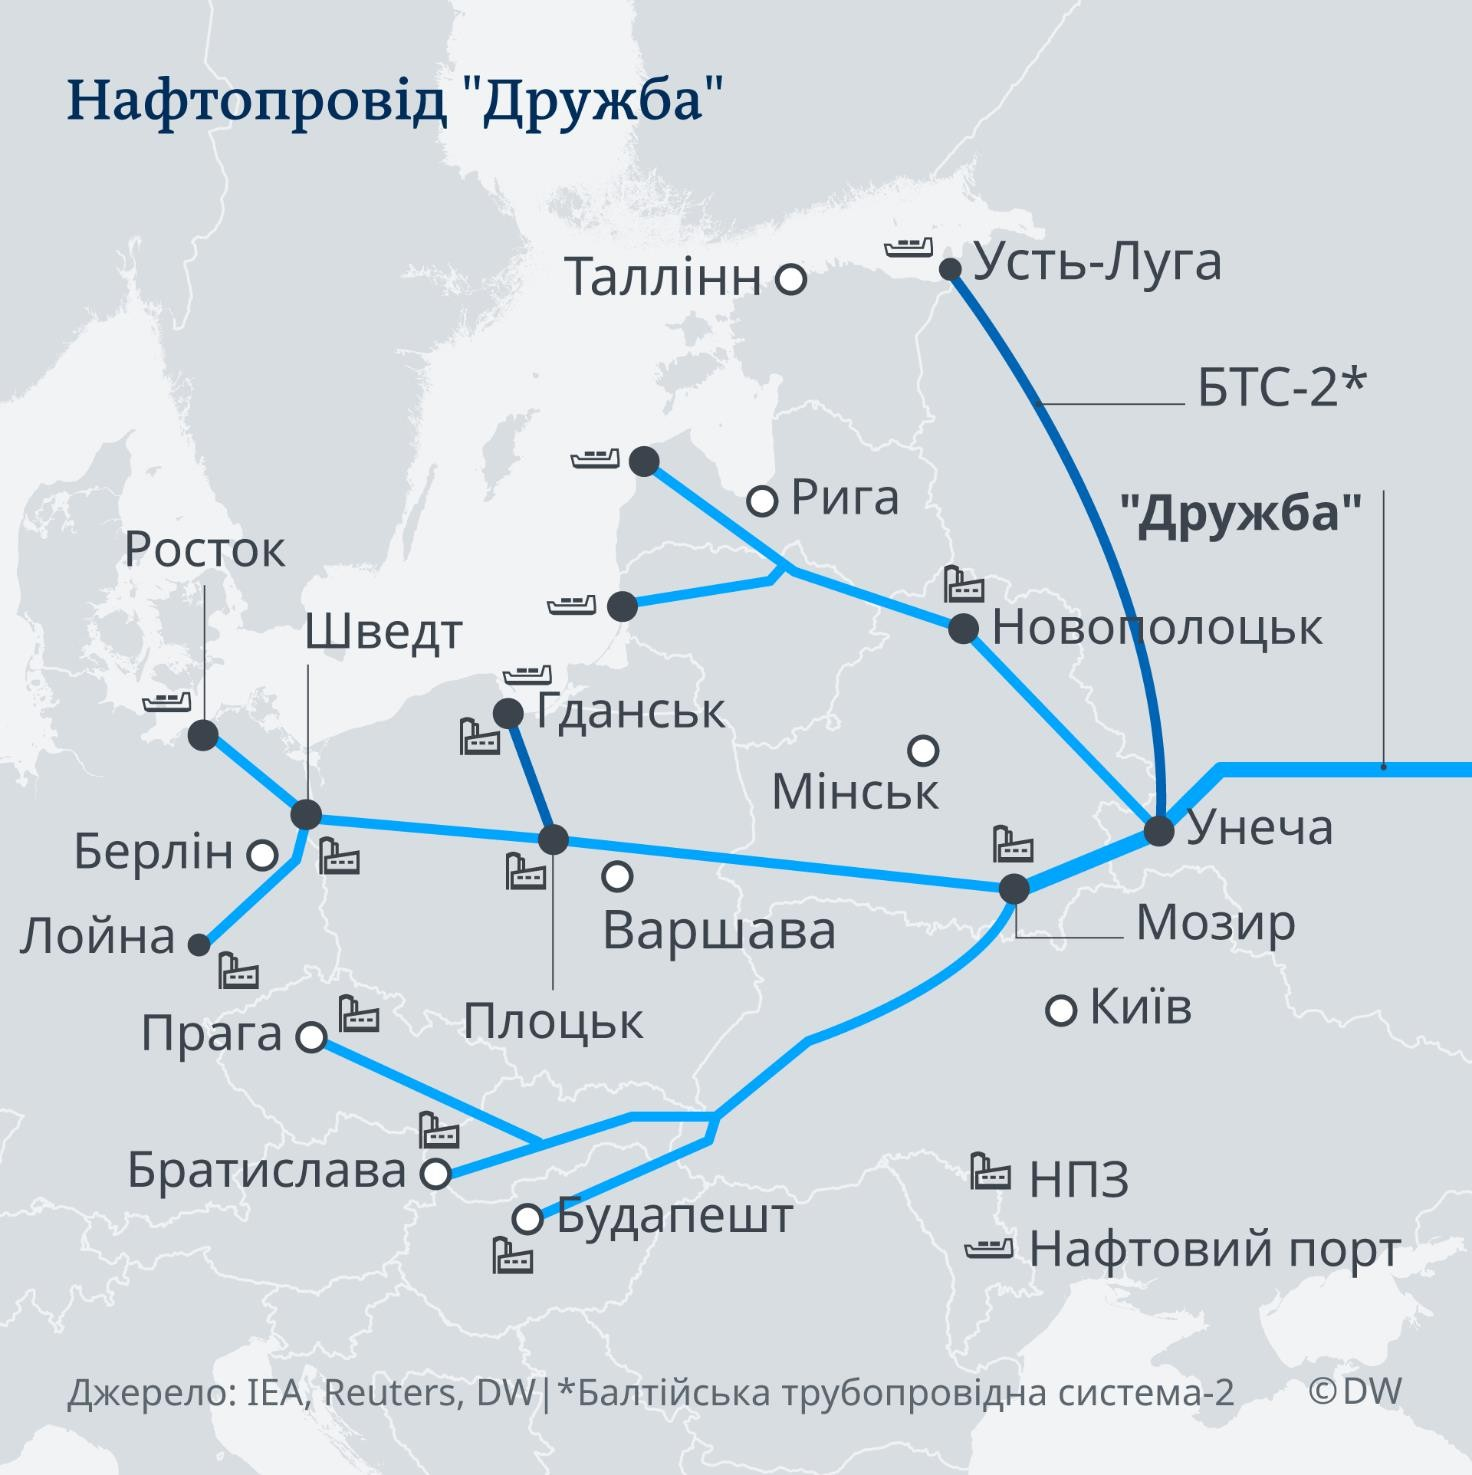 Нафтопровід "Дружба"
Таллінн
Усть-Луга
БТС-2*
Рига
"Дружба"
Росток
Шведт
Новополоцьк
Гданськ
Мінськ
Берлін
Унеча
Лойна
Варшава
Мозир
Плоцьк
Київ
Прага
Братислава
Будапешт
НПЗ
Нафтовий порт
Джерело: IEA, Reuters, DW|*Балтійська трубопровідна система-2
©DW